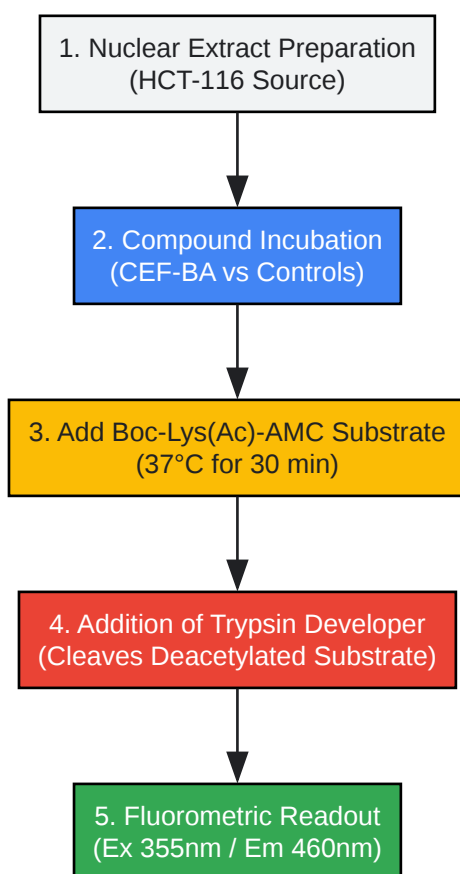 1. Nuclear Extract Preparation
(HCT-116 Source)
2. Compound Incubation
(CEF-BA vs Controls)
3. Add Boc-Lys(Ac)-AMC Substrate
(37°C for 30 min)
4. Addition of Trypsin Developer
(Cleaves Deacetylated Substrate)
5. Fluorometric Readout
(Ex 355nm / Em 460nm)